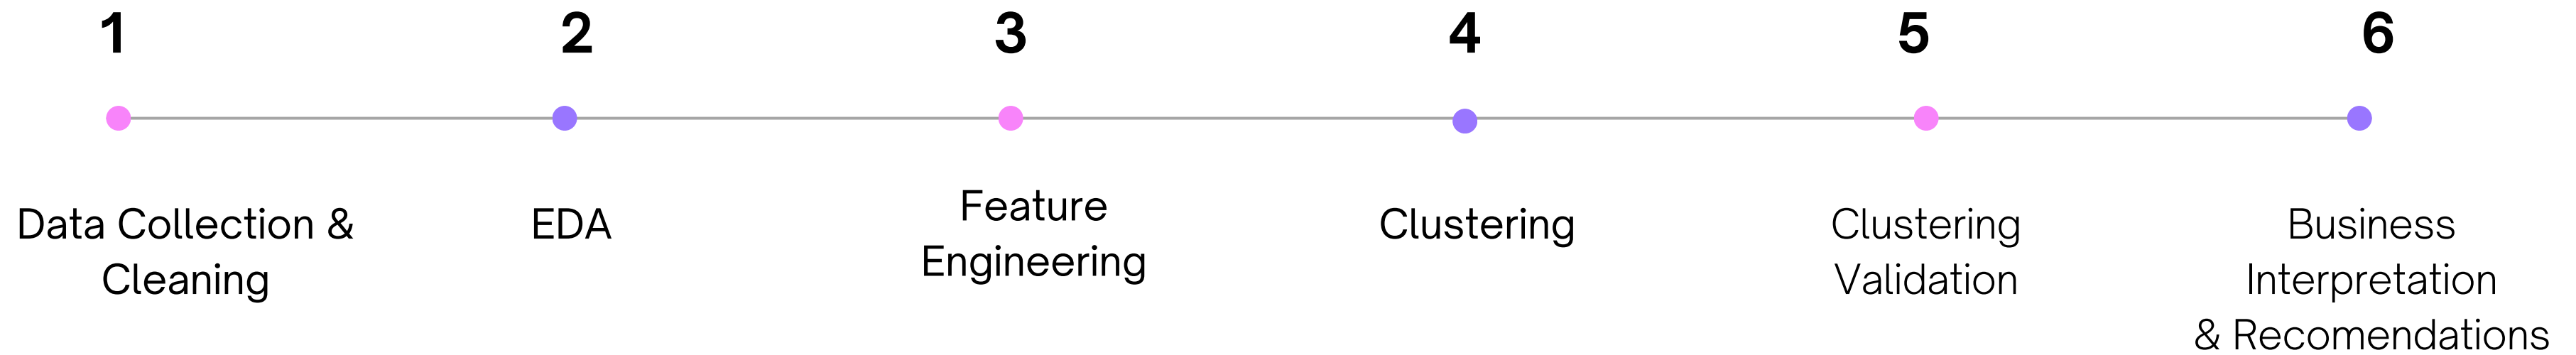 1
2
3
4
5
6
Data Collection &
Cleaning
EDA
Feature
Engineering
Clustering
Clustering
Validation
Business
Interpretation
& Recomendations